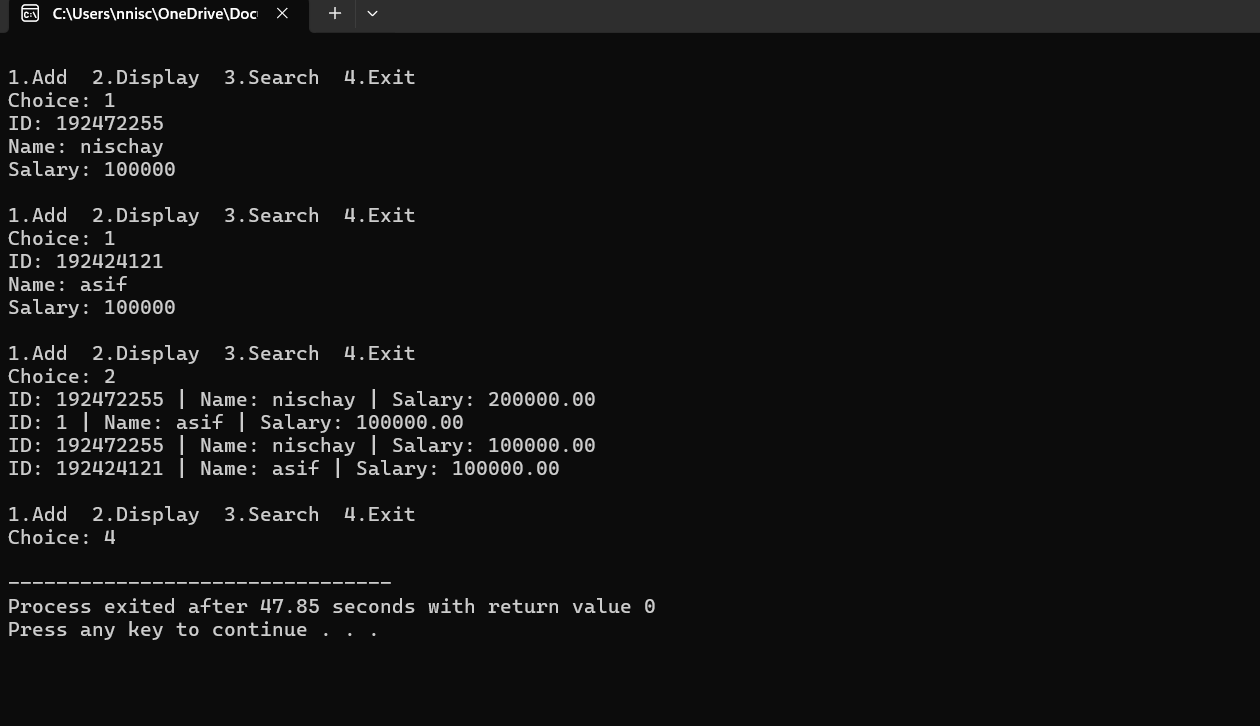 C:\Users\nnisc\OneDrive\Doc
1.Add  2.Display  3.Search  4.Exit
Choice: 1
ID: 192472255
Name: nischay
Salary: 100000
1.Add  2.Display  3.Search  4.Exit
Choice: 1
ID: 192424121
Name: asif
Salary: 100000
1.Add  2.Display  3.Search  4.Exit
Choice: 2
ID: 192472255 | Name: nischay | Salary: 200000.00
ID: 1 | Name: asif | Salary: 100000.00
ID: 192472255 | Name: nischay | Salary: 100000.00
ID: 192424121 | Name: asif | Salary: 100000.00
1.Add  2.Display  3.Search  4.Exit
Choice: 4
--------------------------------
Process exited after 47.85 seconds with return value 0
Press any key to continue . . .